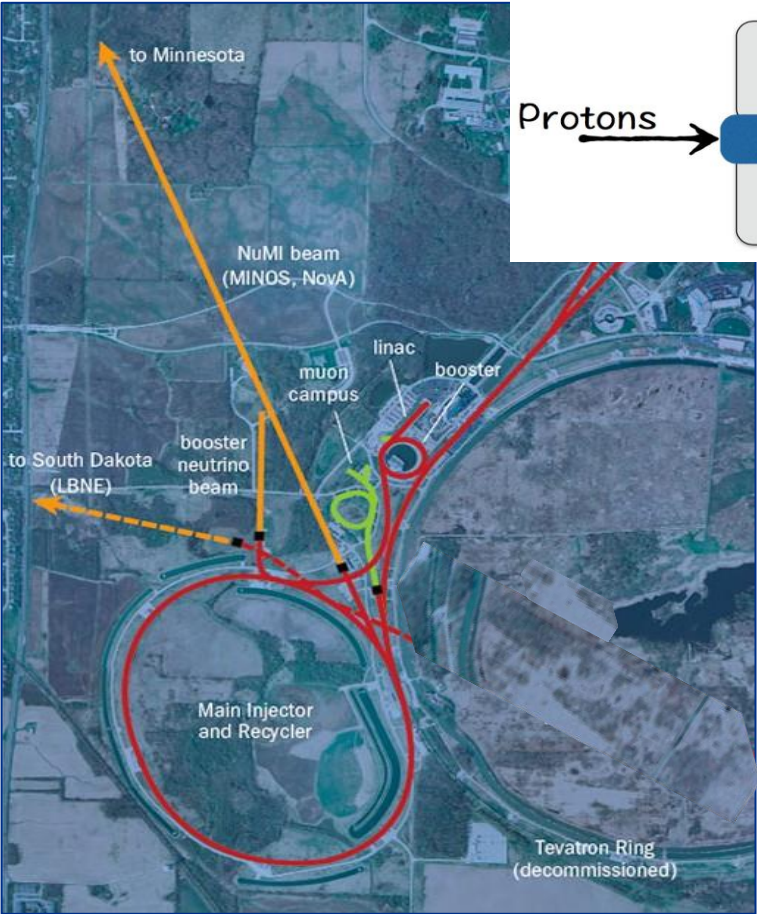 to Minnesota
Protons
NuMI beam
(MINOS, NovA)
linac
muon
campus
booster
booster
neutrino
beam
to South Dakota
(LBNE)
Main Injector
and Recycler
Tevatron Ring
(decommissioned)